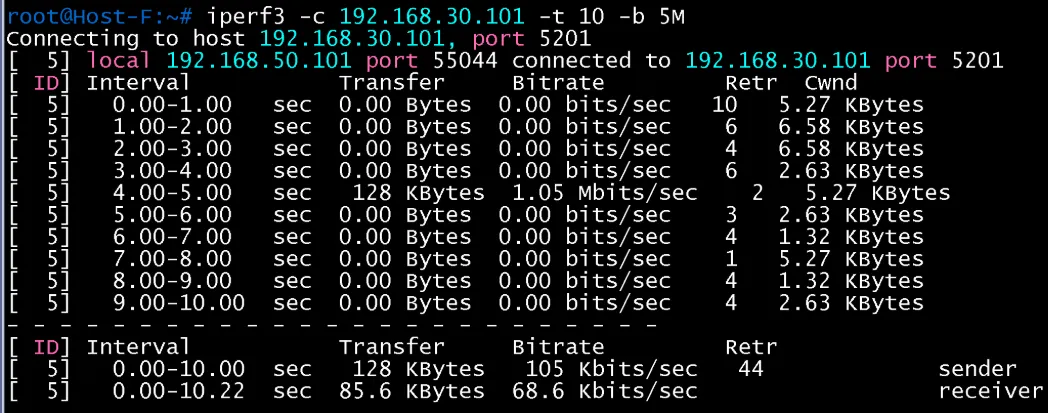 root@Host-F:~# iperf3 -c 192.168.30.101 -t 10 -b 5M
Connecting to host 192.168.30.101, port 5201
[  5] local 192.168.50.101 port 55044 connected to 192.168.30.101 port 5201
[ ID] Interval           Transfer     Bitrate         Retr  Cwnd
[  5]   0.00-1.00   sec  0.00 Bytes  0.00 bits/sec   10   5.27 KBytes
[  5]   1.00-2.00   sec  0.00 Bytes  0.00 bits/sec    6   6.58 KBytes
[  5]   2.00-3.00   sec  0.00 Bytes  0.00 bits/sec    4   6.58 KBytes
[  5]   3.00-4.00   sec  0.00 Bytes  0.00 bits/sec    6   2.63 KBytes
[  5]   4.00-5.00   sec   128 KBytes  1.05 Mbits/sec    2   5.27 KBytes
[  5]   5.00-6.00   sec  0.00 Bytes  0.00 bits/sec    3   2.63 KBytes
[  5]   6.00-7.00   sec  0.00 Bytes  0.00 bits/sec    4   1.32 KBytes
[  5]   7.00-8.00   sec  0.00 Bytes  0.00 bits/sec    1   5.27 KBytes
[  5]   8.00-9.00   sec  0.00 Bytes  0.00 bits/sec    4   1.32 KBytes
[  5]   9.00-10.00  sec  0.00 Bytes  0.00 bits/sec    4   2.63 KBytes
- - - - - - - - - - - - - - - - - - - - - - - - -
[ ID] Interval           Transfer     Bitrate         Retr
[  5]   0.00-10.00  sec   128 KBytes   105 Kbits/sec   44             sender
[  5]   0.00-10.22  sec  85.6 KBytes  68.6 Kbits/sec                  receiver